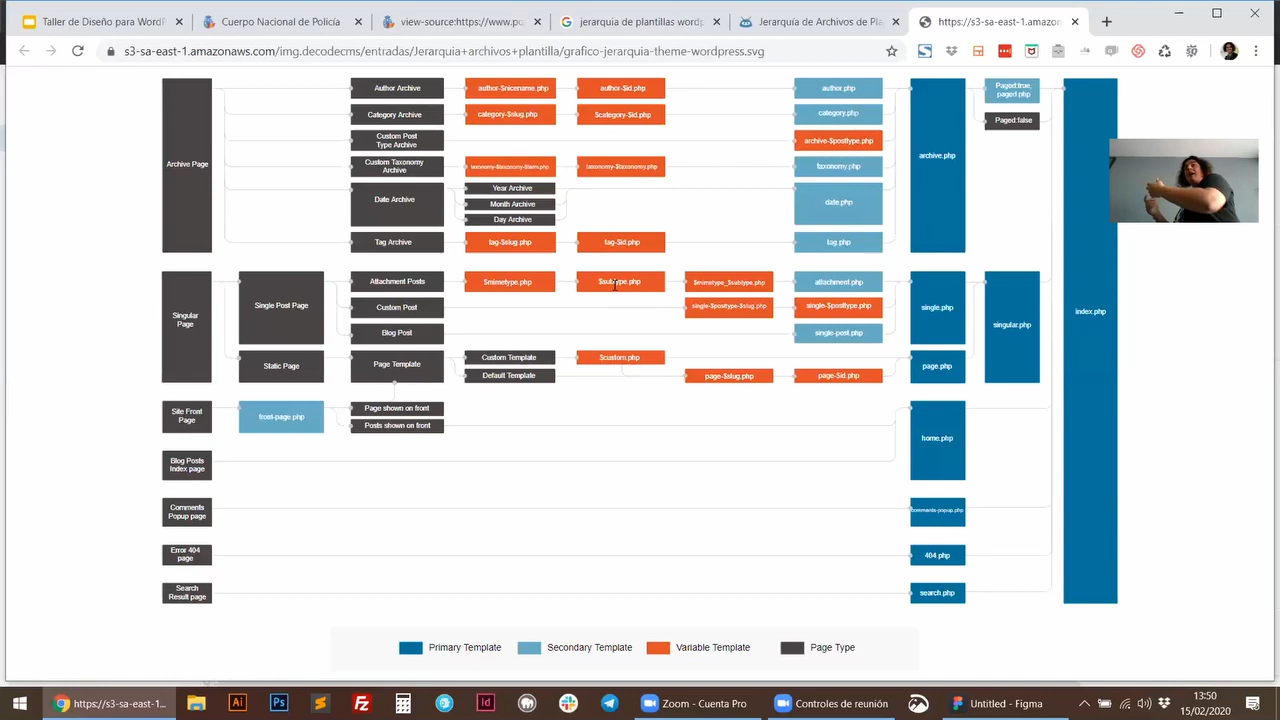 Taller de Diseño para WordP
Cuerpo Nacional de Policía
view-source:https://www.po
jerarquia de plantillas wordp
Jerarquía de Archivos de Pla
https://s3-sa-east-1.amazon
s3-sa-east-1.amazonaws.com/img.decodecms/entradas/Jerarquia+archivos+plantilla/grafico-jerarquia-theme-wordpress.svg
Archive Page
Author Archive
author-$nicename.php
author-$id.php
author.php
Category Archive
category-$slug.php
$category-$id.php
category.php
Custom Post
Type Archive
archive-$posttype.php
Custom Taxonomy
Archive
taxonomy-$taxonomy-$term.php
taxonomy-$taxonomy.php
taxonomy.php
Date Archive
Year Archive
Month Archive
Day Archive
date.php
Tag Archive
tag-$slug.php
tag-$id.php
tag.php
archive.php
Paged:true,
paged.php
Paged:false
index.php
Singular
Page
Single Post Page
Attachment Posts
$mimetype.php
$subtype.php
$mimetype_$subtype.php
attachment.php
Custom Post
single-$posttype-$slug.php
single-$posttype.php
Blog Post
single-post.php
single.php
singular.php
Static Page
Page Template
Custom Template
$custom.php
Default Template
page-$slug.php
page-$id.php
page.php
Site Front
Page
front-page.php
Page shown on front
Posts shown on front
home.php
Blog Posts
Index page
Comments
Popup page
comments-popup.php
Error 404
page
404.php
Search
Result page
search.php
Primary Template
Secondary Template
Variable Template
Page Type
https://s3-sa-east-1...
Zoom - Cuenta Pro
Controles de reunión
Untitled - Figma
13:50
15/02/2020